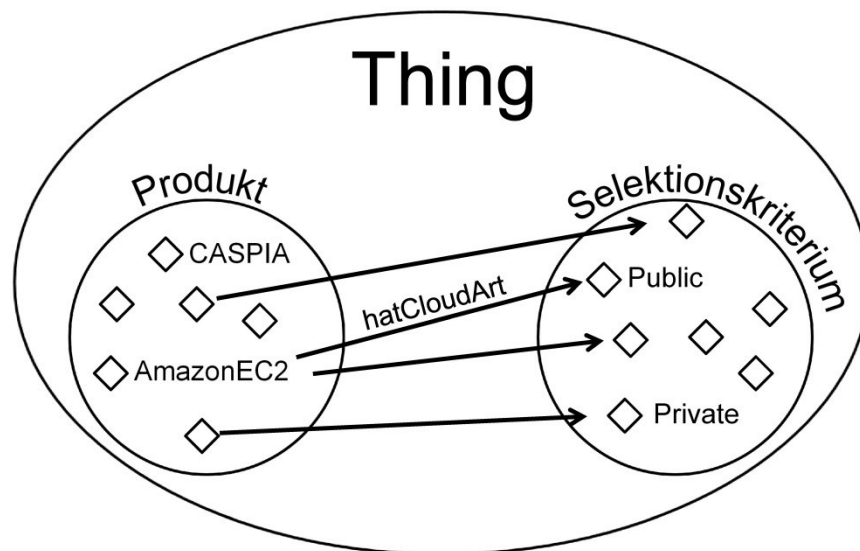 Thing
Produkt
Selektionskriterium
CASPIA
Public
hatCloudArt
AmazonEC2
Private